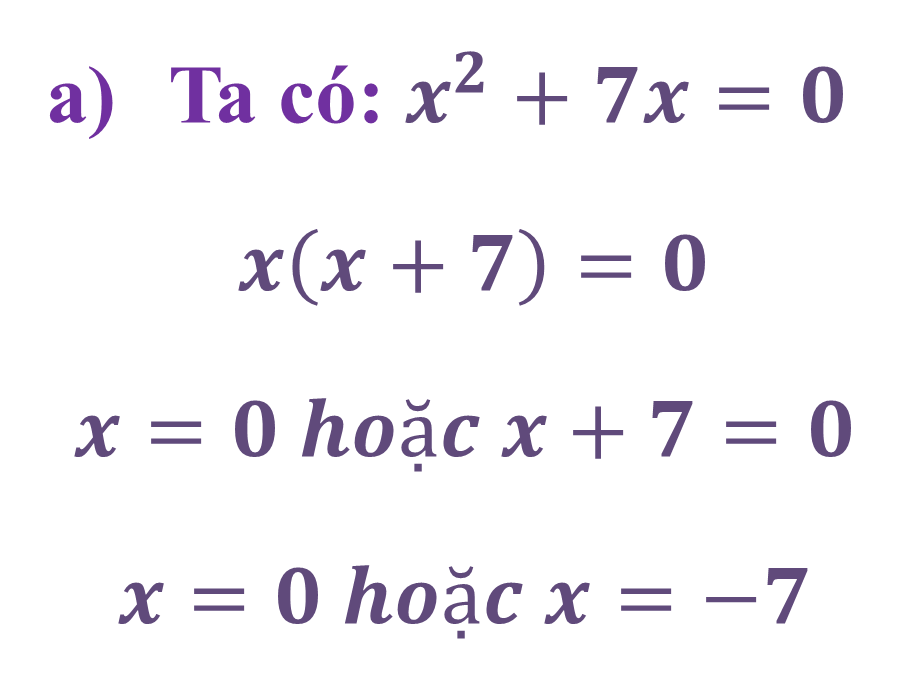 a) Ta có: x² + 7x = 0
x(x + 7) = 0
x = 0 hoặc x + 7 = 0
x = 0 hoặc x = −7